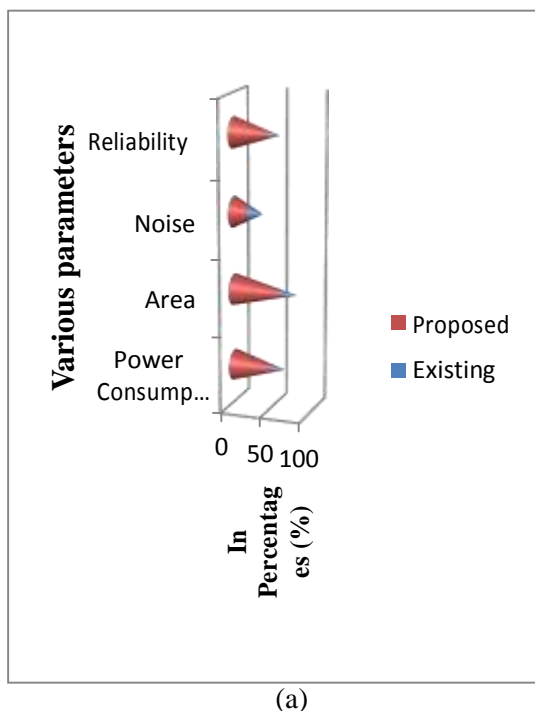 Various parameters
Reliability
Noise
Area
Power
Consump...
0 50 100
In
Percentag
es (%)
Proposed
Existing
(a)